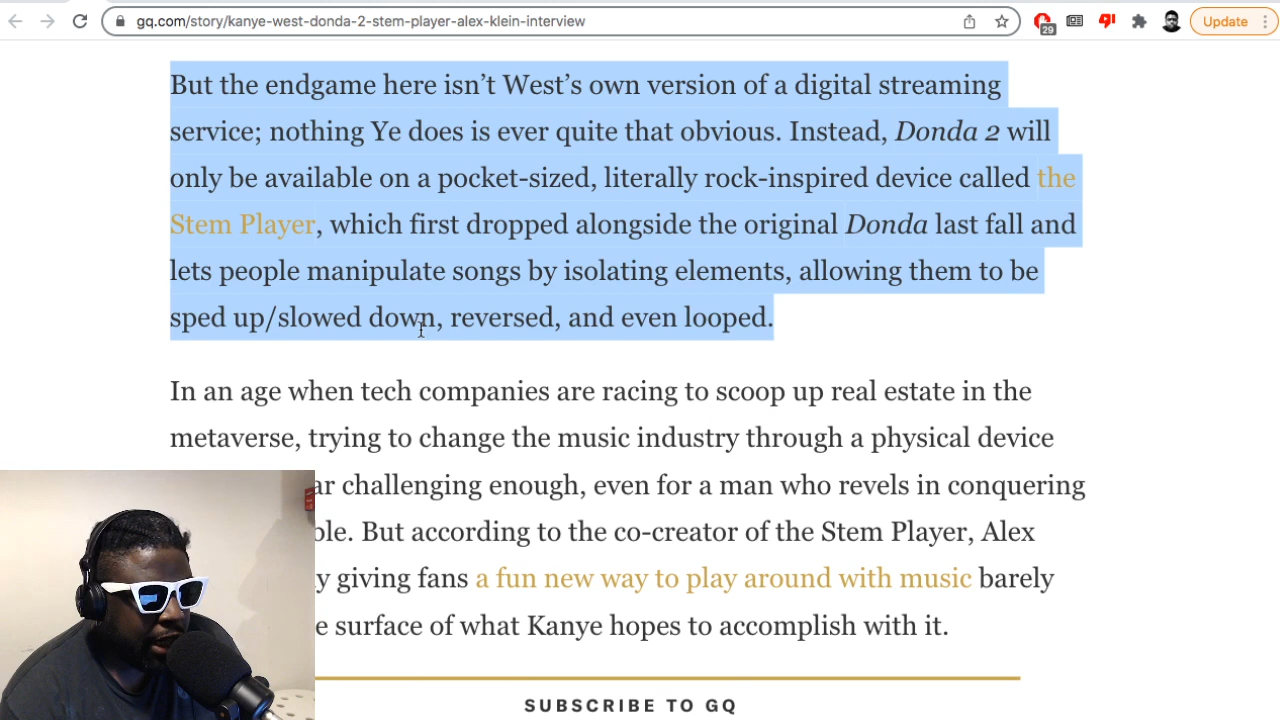 gq.com/story/kanye-west-donda-2-stem-player-alex-klein-interview
29
Update
But the endgame here isn’t West’s own version of a digital streaming
service; nothing Ye does is ever quite that obvious. Instead, Donda 2 will
only be available on a pocket-sized, literally rock-inspired device called the
Stem Player, which first dropped alongside the original Donda last fall and
lets people manipulate songs by isolating elements, allowing them to be
sped up/slowed down, reversed, and even looped.
In an age when tech companies are racing to scoop up real estate in the
metaverse, trying to change the music industry through a physical device
challenging enough, even for a man who revels in conquering
But according to the co-creator of the Stem Player, Alex
giving fans a fun new way to play around with music barely
surface of what Kanye hopes to accomplish with it.
SUBSCRIBE TO GQ